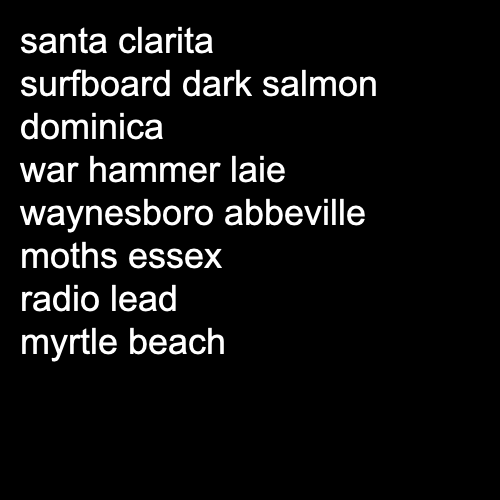 santa clarita
surfboard dark salmon
dominica
war hammer laie
waynesboro abbeville
moths essex
radio lead
myrtle beach